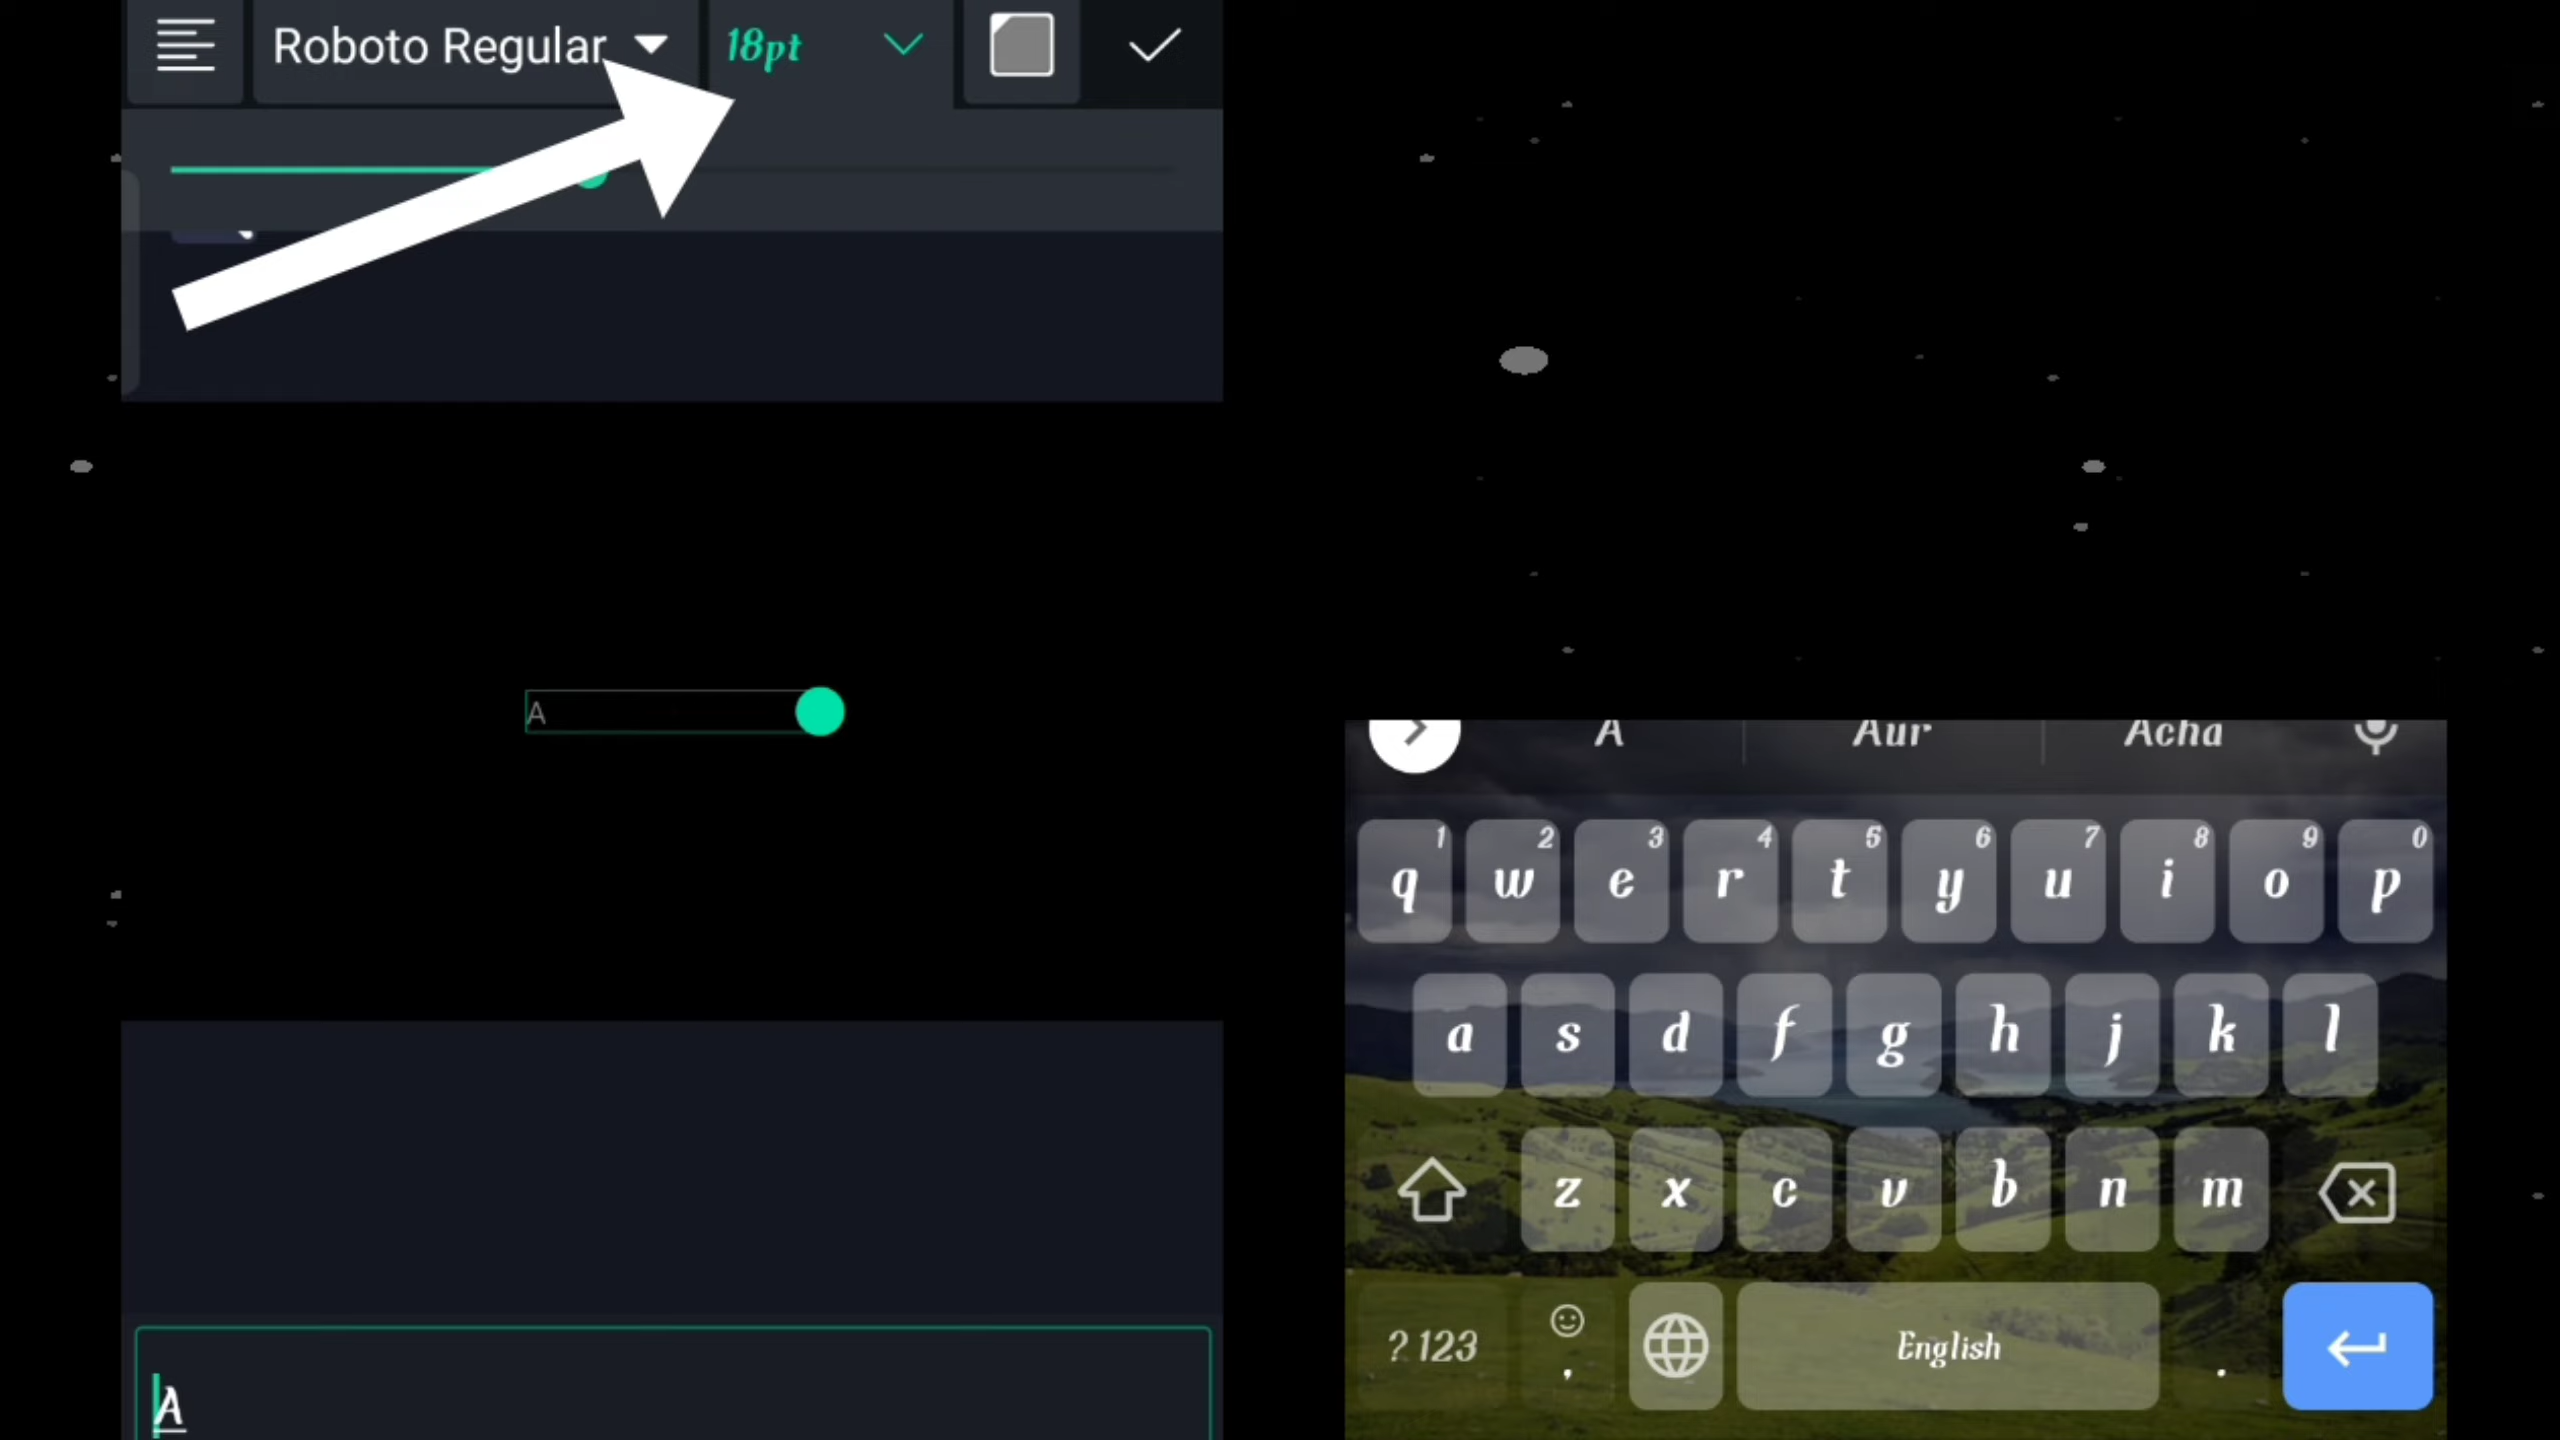 Roboto Regular 18pt
A
A
A Aur Acha
1 2 3 4 5 6 7 8 9 0
q w e r t y u i o p
a s d f g h j k l
z x c v b n m
?123 , English .